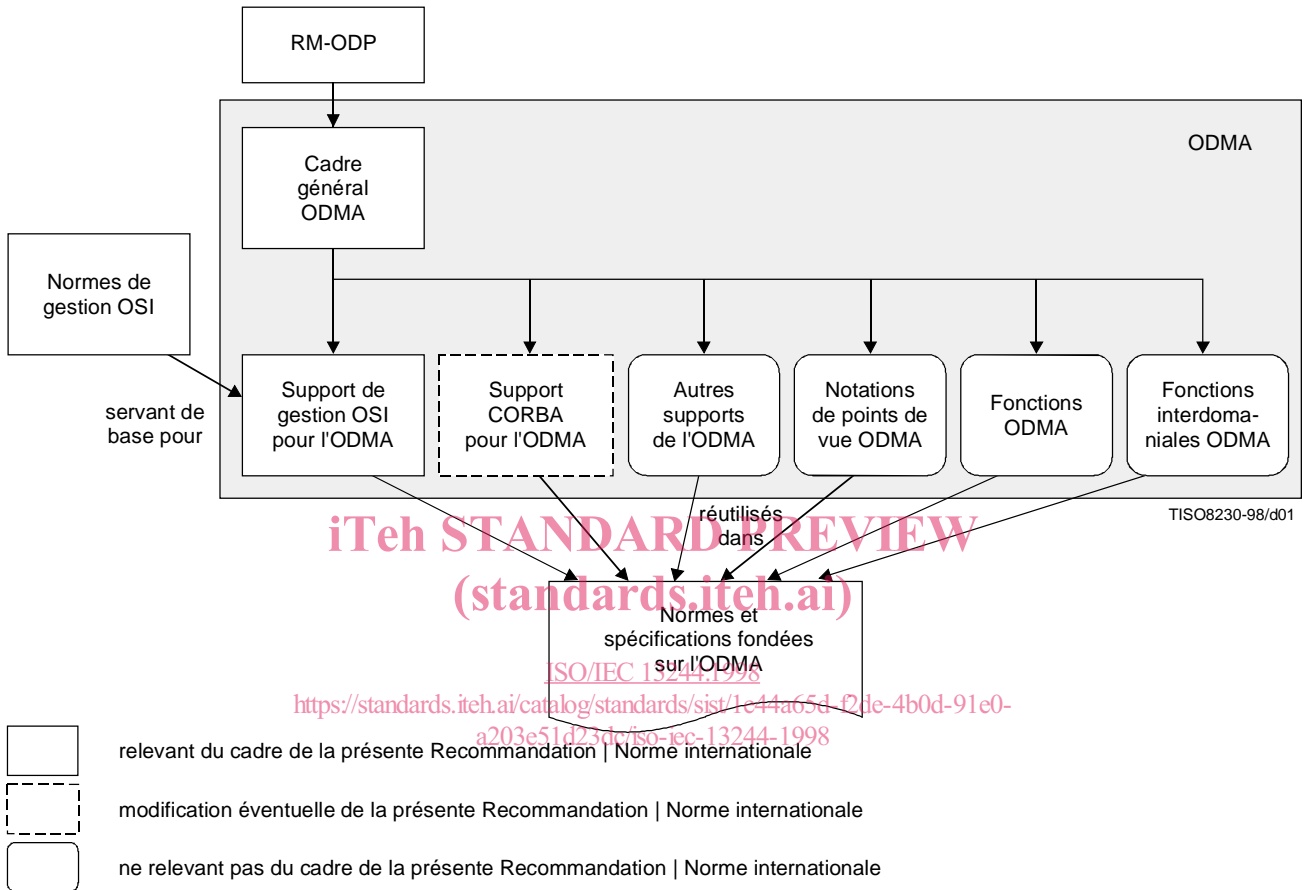 RM-ODP
ODMA
Cadre
général
ODMA
Normes de
gestion OSI
servant de
base pour
Support de
gestion OSI
pour l'ODMA
Support
CORBA
pour l'ODMA
Autres
supports
de l'ODMA
Notations
de points de
vue ODMA
Fonctions
ODMA
Fonctions
interdoma-
niales ODMA
TISO8230-98/d01
réutilisés
dans
iTeh STANDARD PREVIEW
(standards.iteh.ai)
Normes et
spécifications fondées
sur l'ODMA
ISO/IEC 13244:1998
https://standards.iteh.ai/catalog/standards/sist/1c44a65d-f2de-4b0d-91e0-
a203e51d23dc/iso-iec-13244-1998
relevant du cadre de la présente Recommandation | Norme internationale
modification éventuelle de la présente Recommandation | Norme internationale
ne relevant pas du cadre de la présente Recommandation | Norme internationale